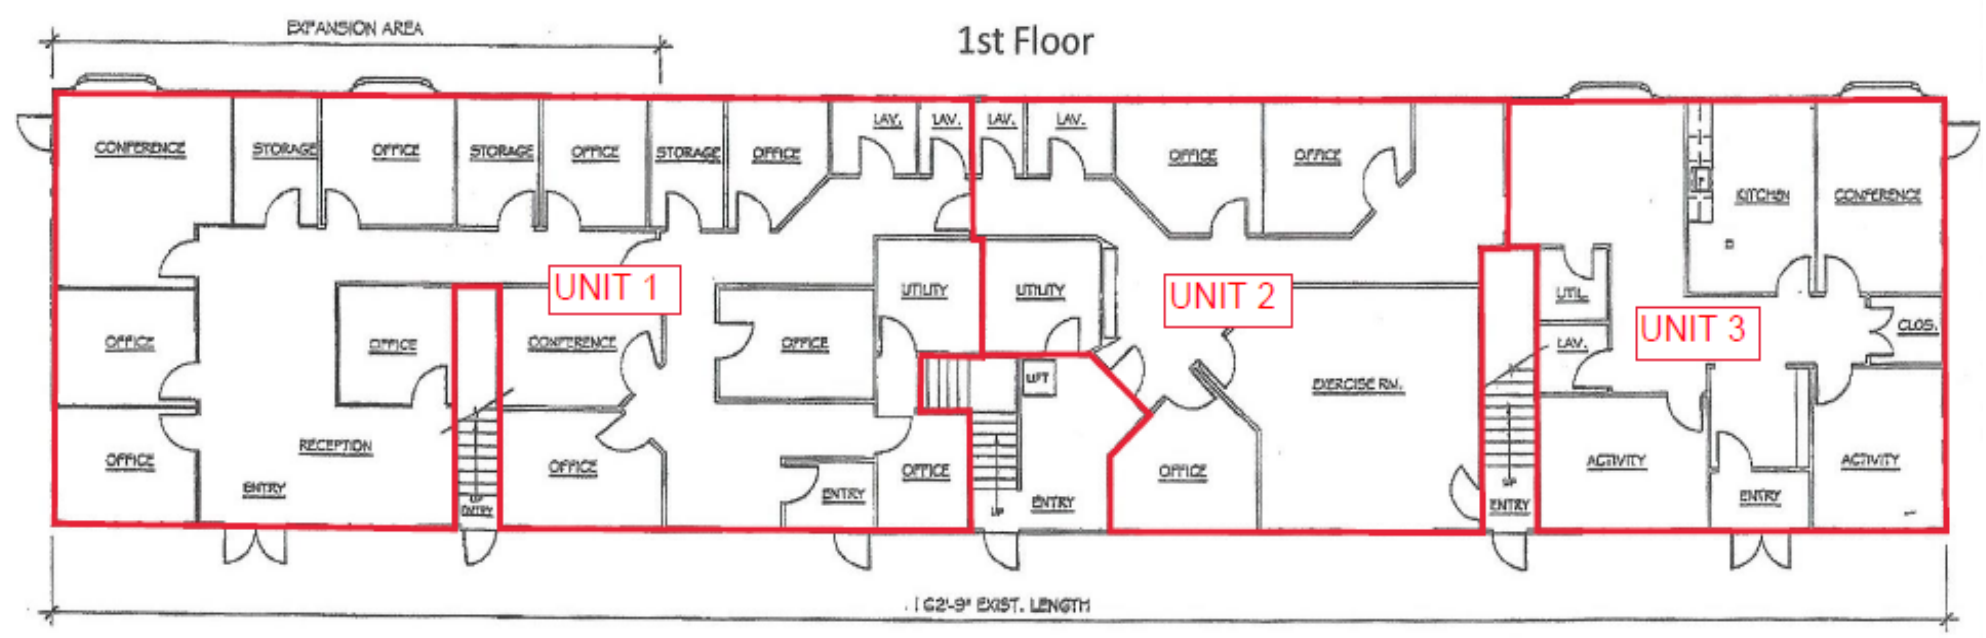 EXPANSION AREA
1st Floor
CONFERENCE
STORAGE
OFFICE
STORAGE
OFFICE
STORAGE
OFFICE
LAV.
LAV.
LAV.
LAV.
OFFICE
OFFICE
KITCHEN
CONFERENCE
UNIT 1
UNIT 2
UNIT 3
UTILITY
UTILITY
UTIL.
CLOS.
OFFICE
OFFICE
CONFERENCE
OFFICE
LIFT
EXERCISE RM.
LAV.
RECEPTION
OFFICE
ENTRY
OFFICE
ENTRY
OFFICE
UP
ENTRY
UP
ENTRY
OFFICE
UP
ENTRY
ACTIVITY
ENTRY
ACTIVITY
162'-9" EXIST. LENGTH